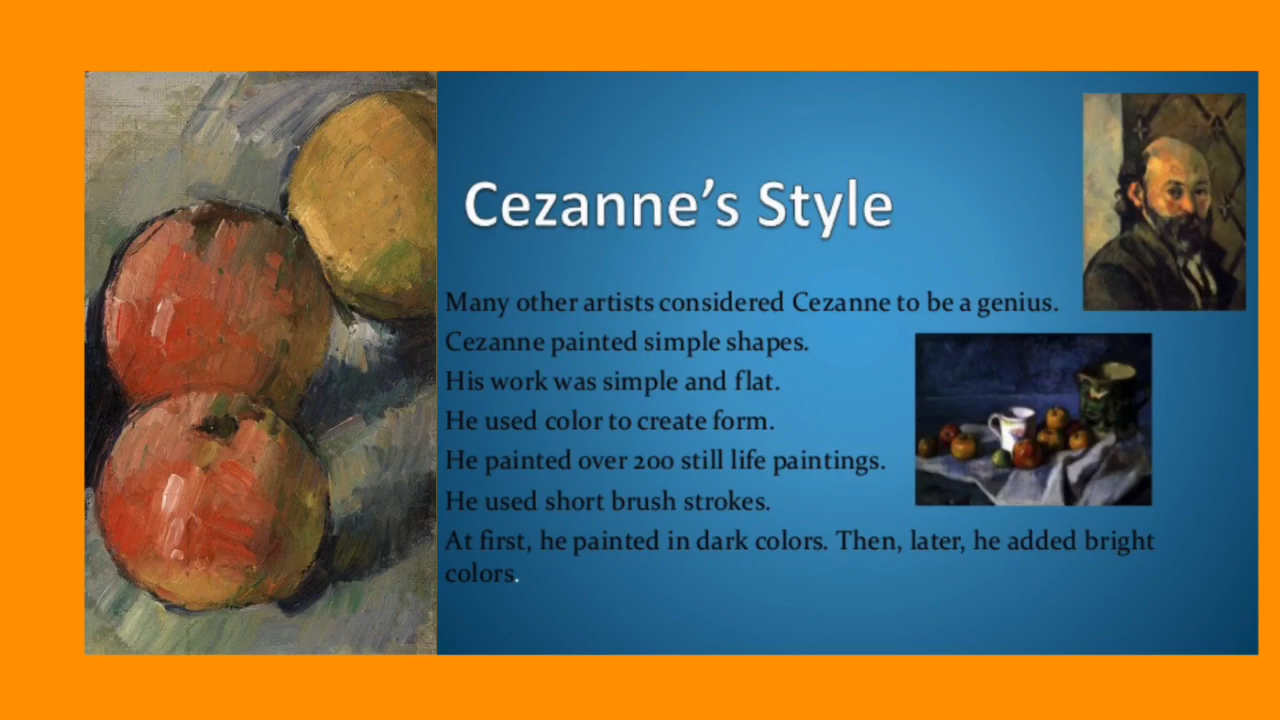 Cezanne's Style
Many other artists considered Cezanne to be a genius.
Cezanne painted simple shapes.
His work was simple and flat.
He used color to create form.
He painted over 200 still life paintings.
He used short brush strokes.
At first, he painted in dark colors. Then, later, he added bright
colors.